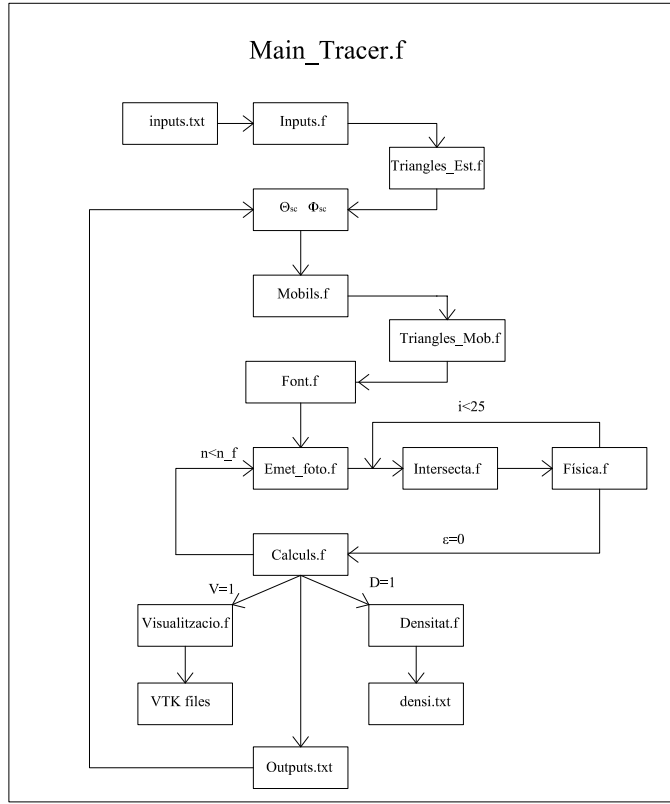 Main_Tracer.f
inputs.txt
Inputs.f
Triangles_Est.f
Θsc Φsc
Mobils.f
Triangles_Mob.f
Font.f
i<25
n<n_f
Emet_foto.f
Intersecta.f
Física.f
ε=0
Calculs.f
V=1
D=1
Visualitzacio.f
Densitat.f
VTK files
densi.txt
Outputs.txt